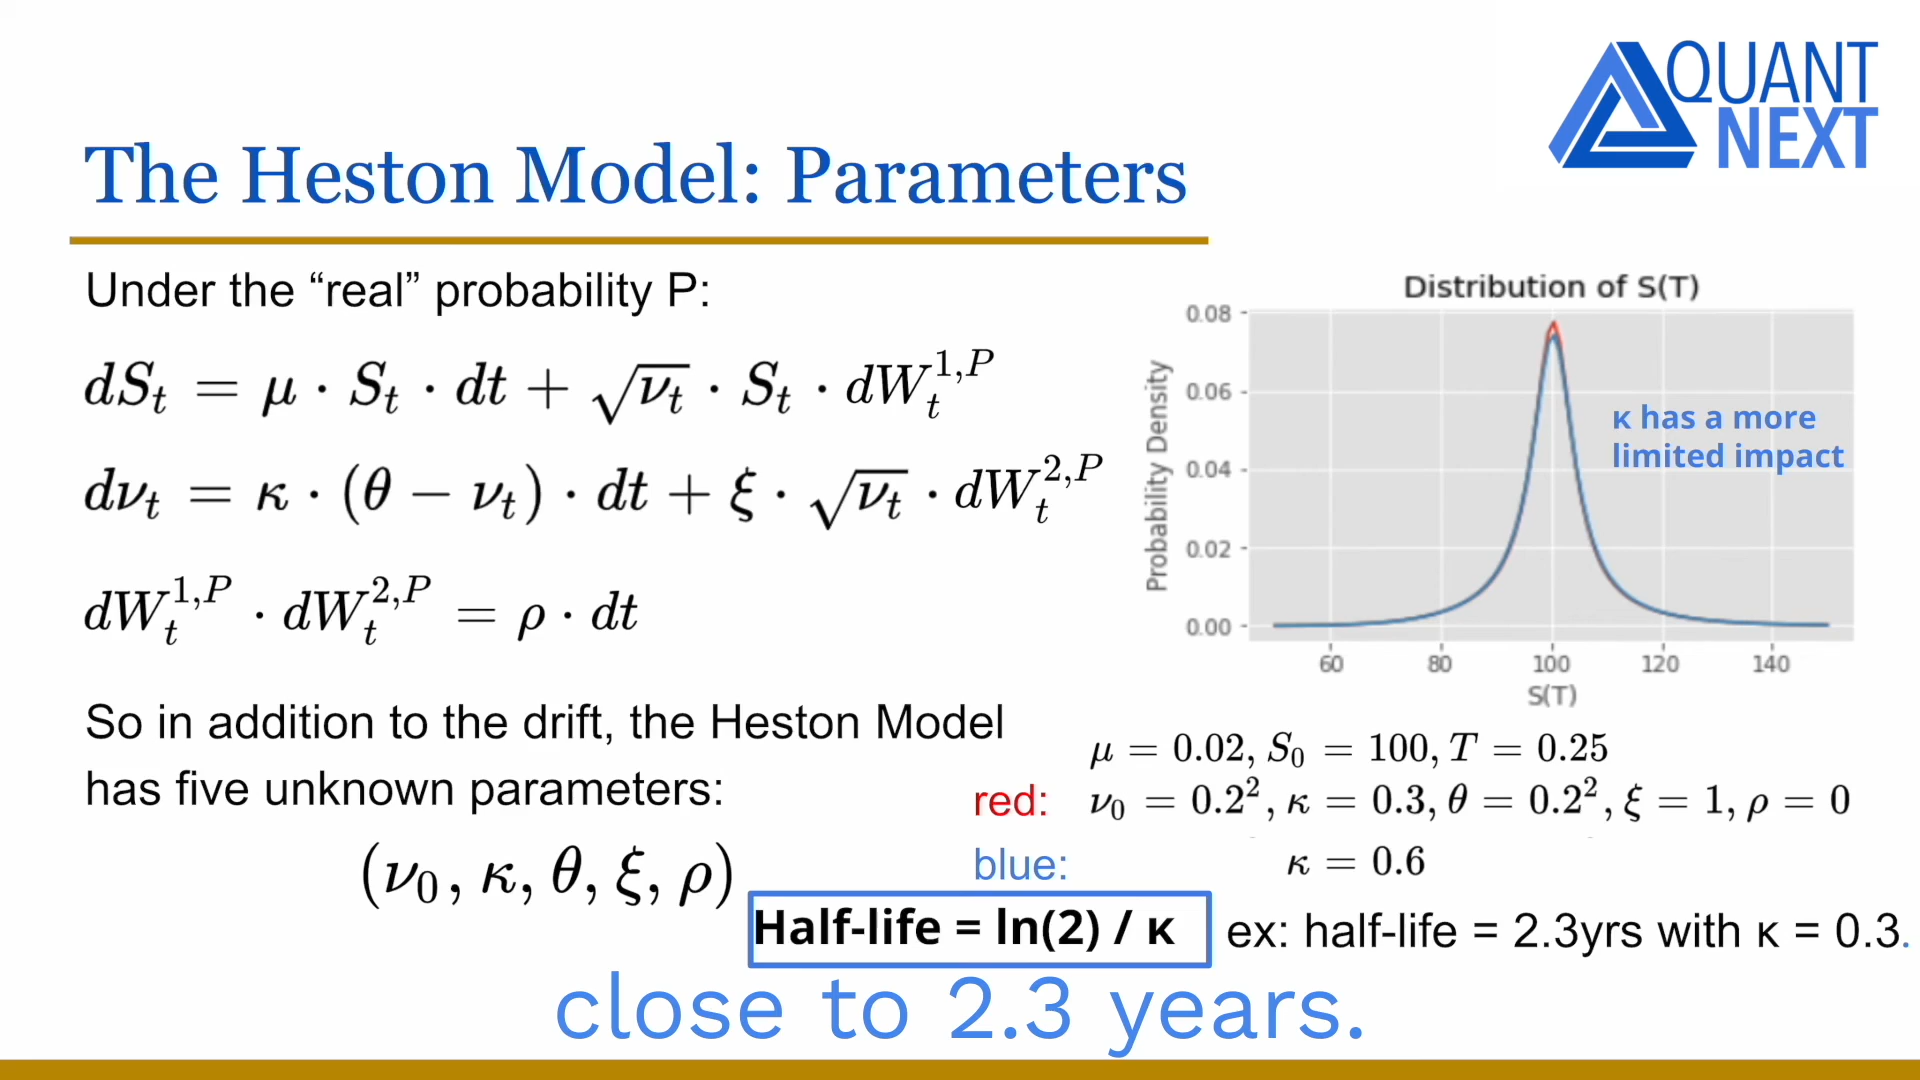 QUANT
NEXT
The Heston Model: Parameters
Under the “real” probability P:
dS_t = μ · S_t · dt + √ν_t · S_t · dW_t^{1,P}
dν_t = κ · (θ − ν_t) · dt + ξ · √ν_t · dW_t^{2,P}
dW_t^{1,P} · dW_t^{2,P} = ρ · dt
So in addition to the drift, the Heston Model
has five unknown parameters:
(ν_0, κ, θ, ξ, ρ)
Distribution of S(T)
Probability Density
0.08
0.06
0.04
0.02
0.00
κ has a more
limited impact
60 80 100 120 140
S(T)
μ = 0.02, S_0 = 100, T = 0.25
red: ν_0 = 0.2², κ = 0.3, θ = 0.2², ξ = 1, ρ = 0
blue: κ = 0.6
Half-life = ln(2) / κ
ex: half-life = 2.3yrs with κ = 0.3.
close to 2.3 years.